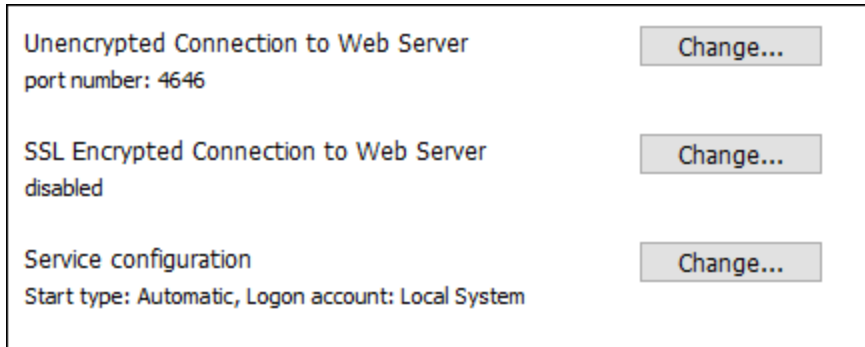 Unencrypted Connection to Web Server
Change...
port number: 4646
SSL Encrypted Connection to Web Server
Change...
disabled
Service configuration
Change...
Start type: Automatic, Logon account: Local System